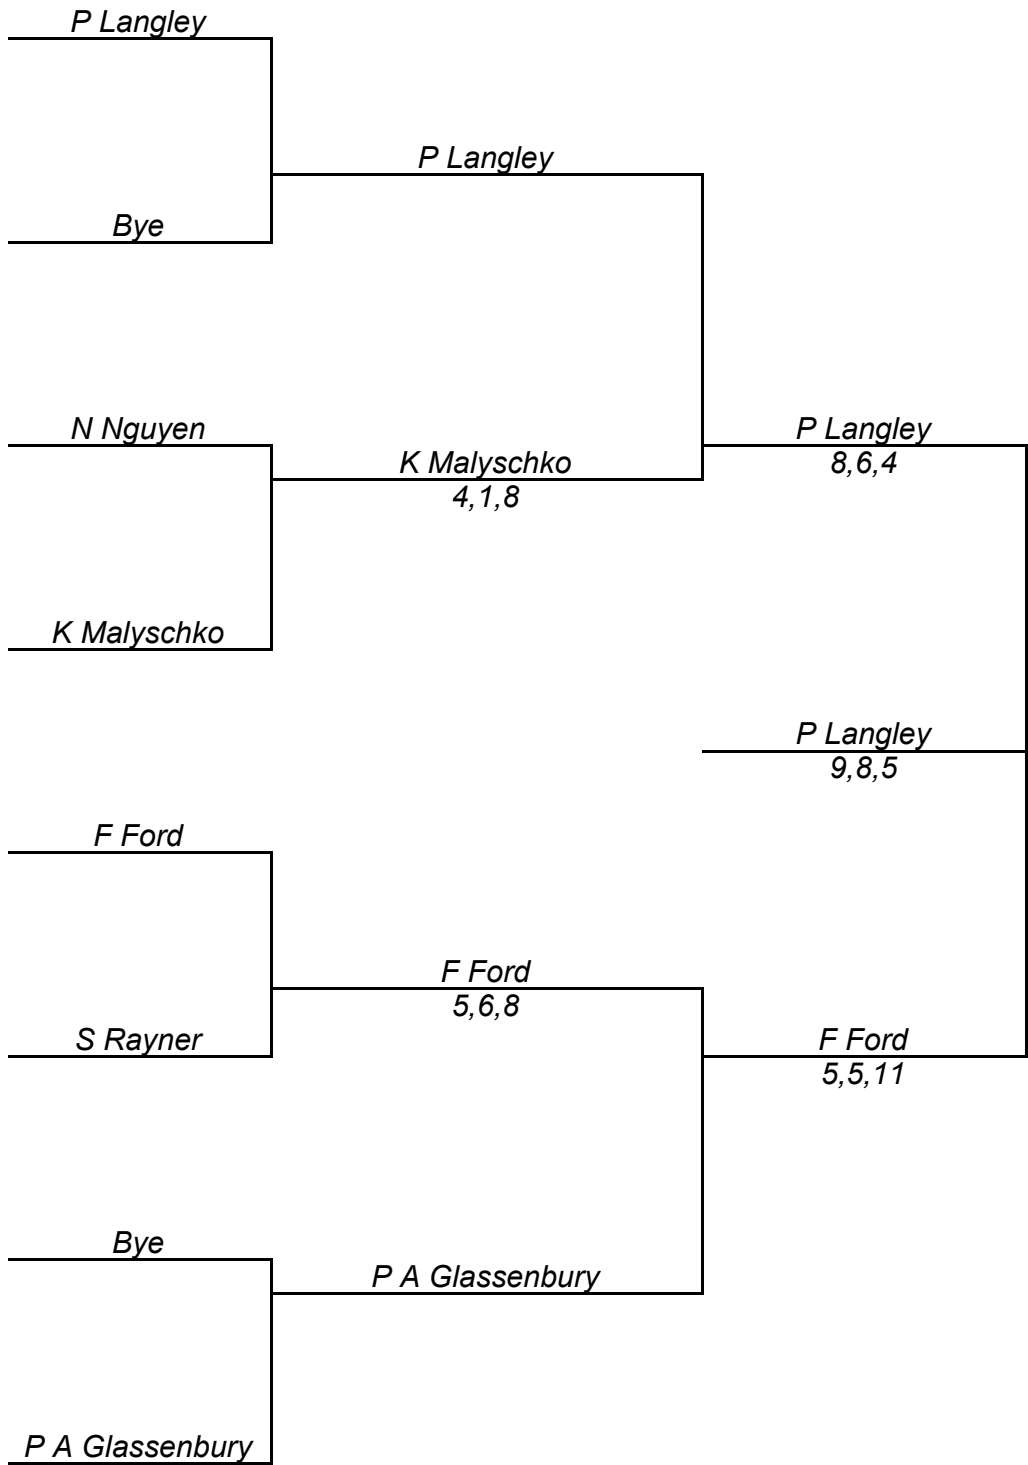 P Langley
P Langley
Bye
N Nguyen
P Langley
8,6,4
K Malyschko
4,1,8
K Malyschko
P Langley
9,8,5
F Ford
F Ford
5,6,8
S Rayner
F Ford
5,5,11
Bye
P A Glassenbury
P A Glassenbury